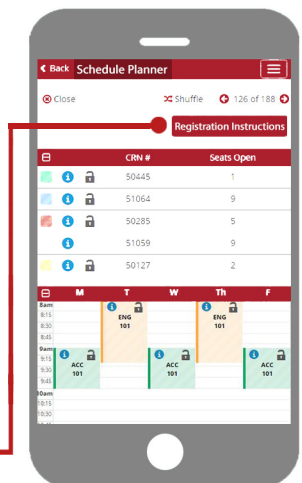 Back Schedule Planner
Close Shuffle 126 of 188
Registration Instructions
CRN # Seats Open
50445 1
51064 9
50285 5
51059 9
50127 2
M T W Th F
8am
8:15 ENG ENG
8:30 101 101
8:45
9am
9:15 ACC ACC ACC
9:30 101 101 101
9:45
10am
10:15
10:30